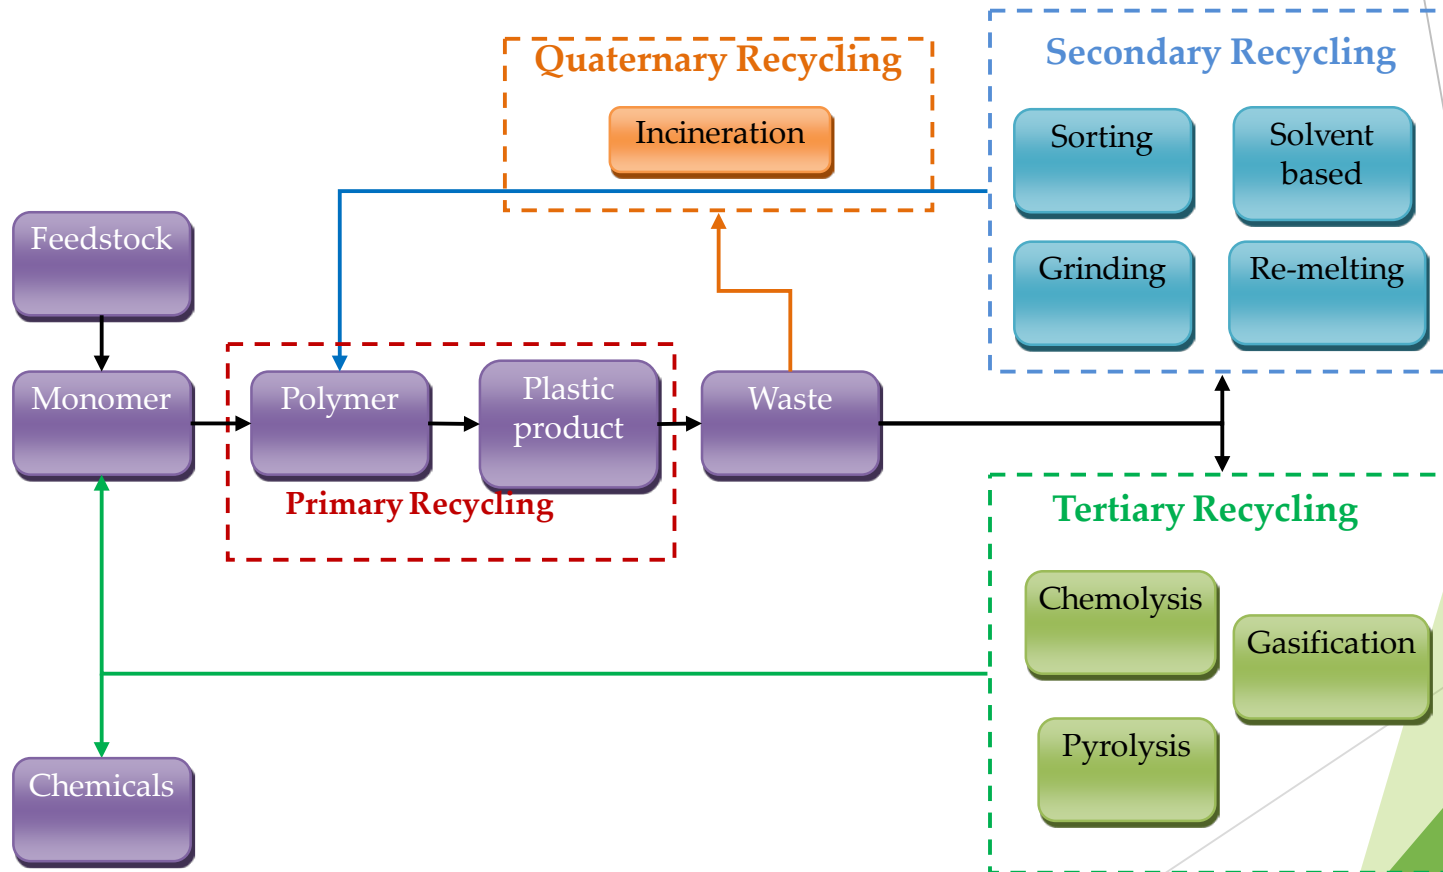 Quaternary Recycling
Incineration
Secondary Recycling
Sorting
Solvent
based
Grinding
Re-melting
Feedstock
Monomer
Polymer
Plastic
product
Waste
Primary Recycling
Tertiary Recycling
Chemolysis
Gasification
Pyrolysis
Chemicals